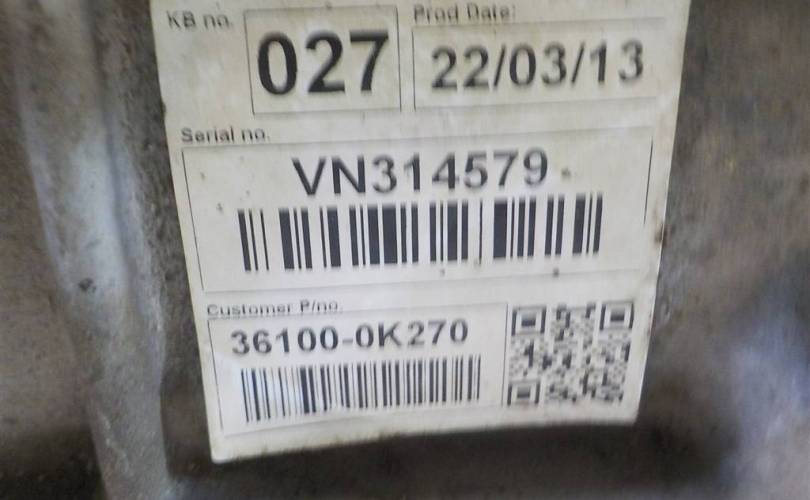 KB no.
Prod Date:
027
22/03/13
Serial no.
VN314579
Customer P/no.
36100-0K270